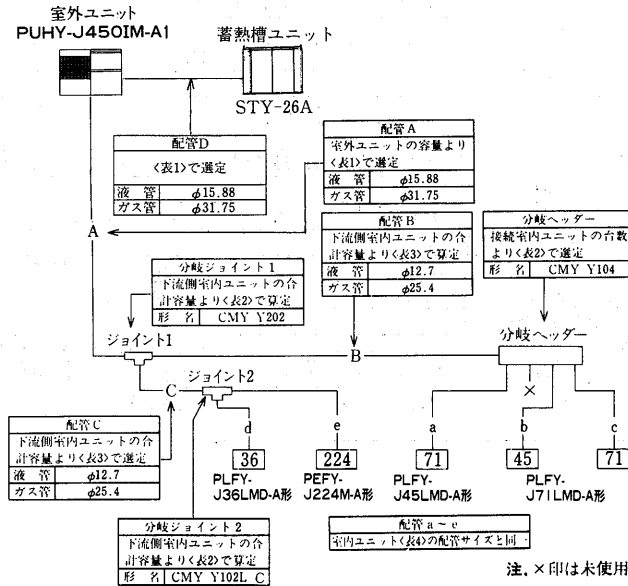 室外ユニット
PUHY-J450IM-A1
蓄熱槽ユニット
STY-26A
配管D
<表1>で選定
液 管 φ15.88
ガス管 φ31.75
配管A
室外ユニットの容量より
<表1>で選定
液 管 φ15.88
ガス管 φ31.75
A
配管B
下流側室内ユニットの合
計容量より<表3>で算定
液 管 φ12.7
ガス管 φ25.4
分岐ヘッダー
接続室内ユニットの台数
より<表2>で選定
形 名 CMY Y104
分岐ジョイント1
下流側室内ユニットの合
計容量より<表2>で算定
形 名 CMY Y202
ジョイント1
B
分岐ヘッダー
C
ジョイント2
×
配管C
下流側室内ユニットの合
計容量より<表3>で選定
液 管 φ12.7
ガス管 φ25.4
d
e
a
b
c
36
224
71
45
71
PLFY-
J36LMD-A形
PEFY-
J224M-A形
PLFY-
J45LMD-A形
PLFY-
J71LMD-A形
分岐ジョイント2
下流側室内ユニットの合
計容量より<表2>で算定
形 名 CMY Y102L C
配管a～e
室内ユニット<表4>の配管サイズと同一
注.×印は未使用